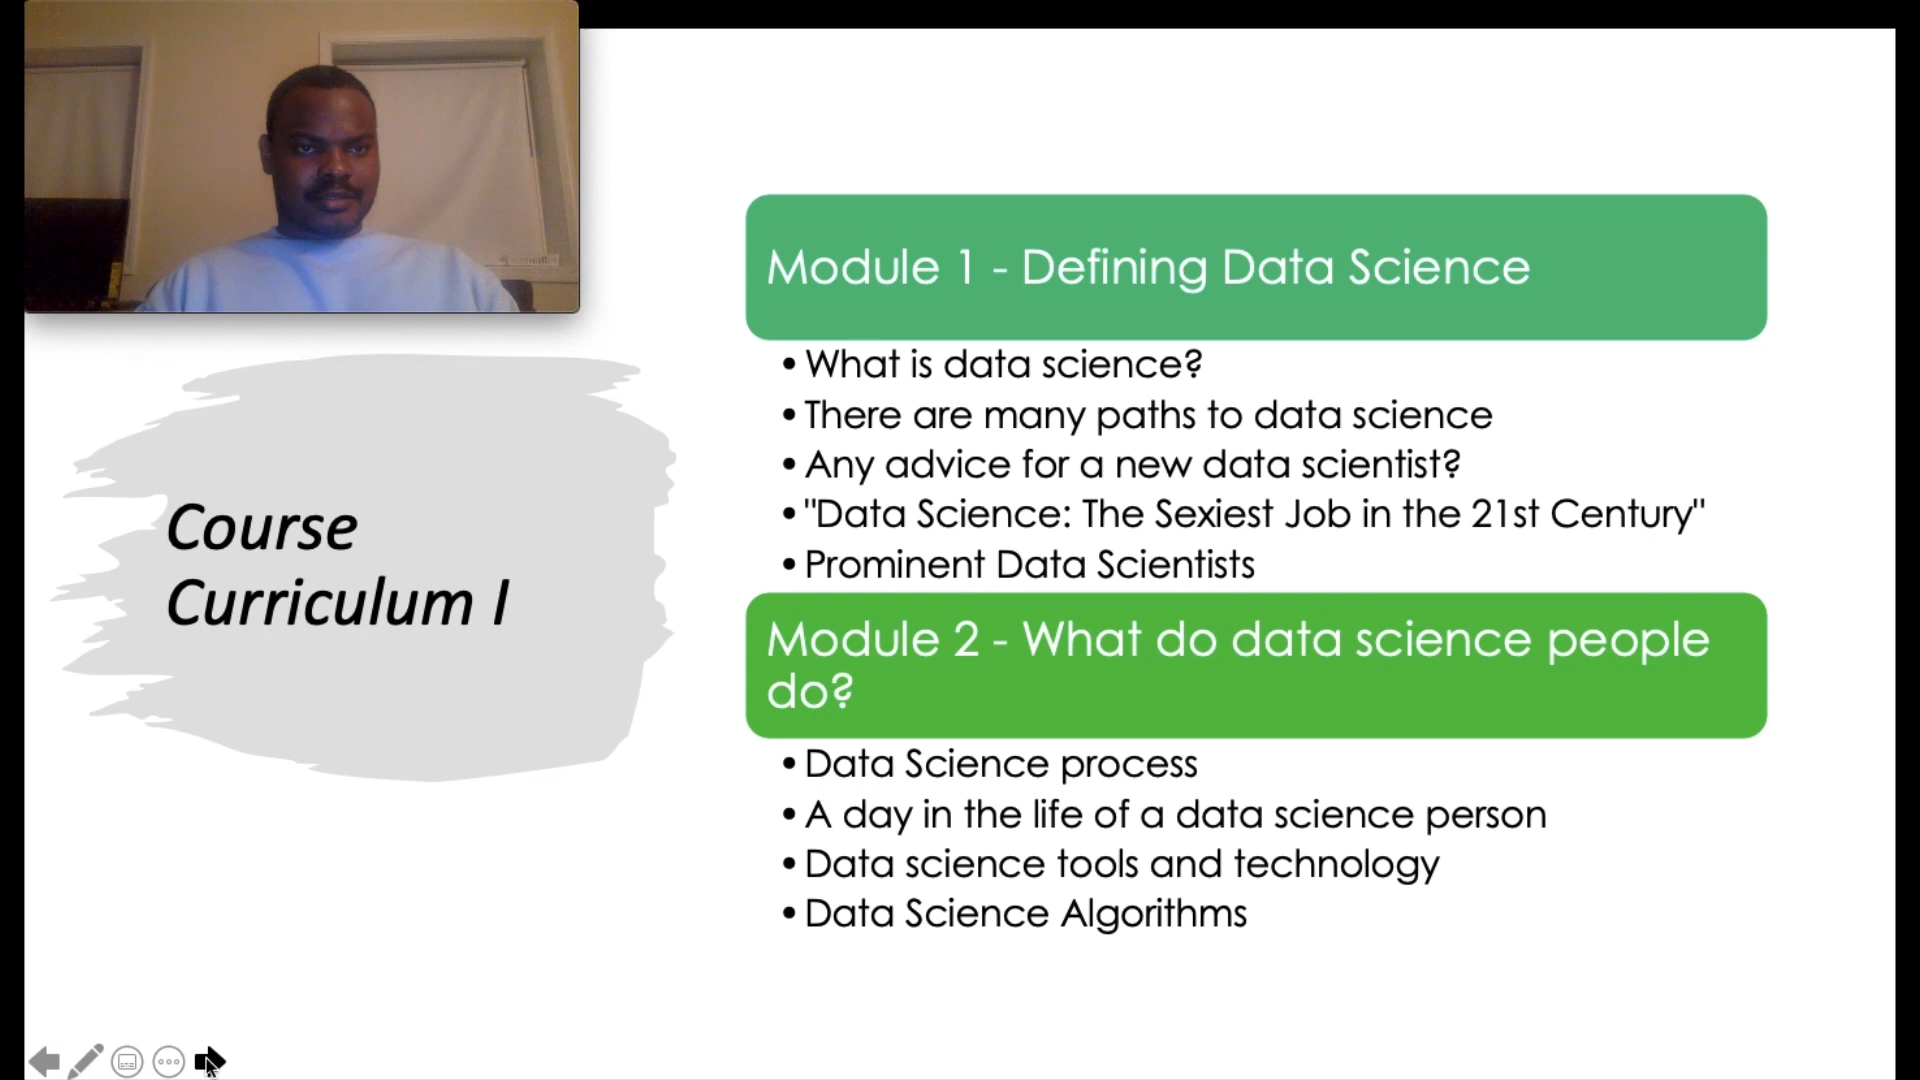 Course
Curriculum I
Module 1 - Defining Data Science
•What is data science?
•There are many paths to data science
•Any advice for a new data scientist?
•"Data Science: The Sexiest Job in the 21st Century"
•Prominent Data Scientists
Module 2 - What do data science people
do?
•Data Science process
•A day in the life of a data science person
•Data science tools and technology
•Data Science Algorithms